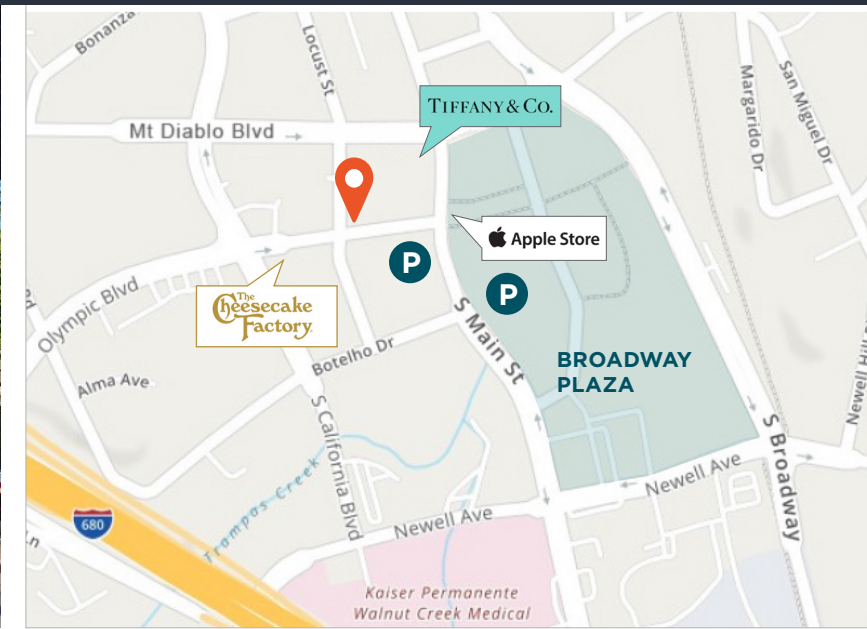 Bonanza
Locust St
TIFFANY & CO.
Mt Diablo Blvd
Margarido Dr
San Miguel Dr
Apple Store
P
P
The
Cheesecake
Factory
Olympic Blvd
S Main St
Botelho Dr
BROADWAY
PLAZA
Alma Ave
S California Blvd
S Broadway
Newell Ave
680
Trampas Creek
Newell Ave
Kaiser Permanente
Walnut Creek Medical